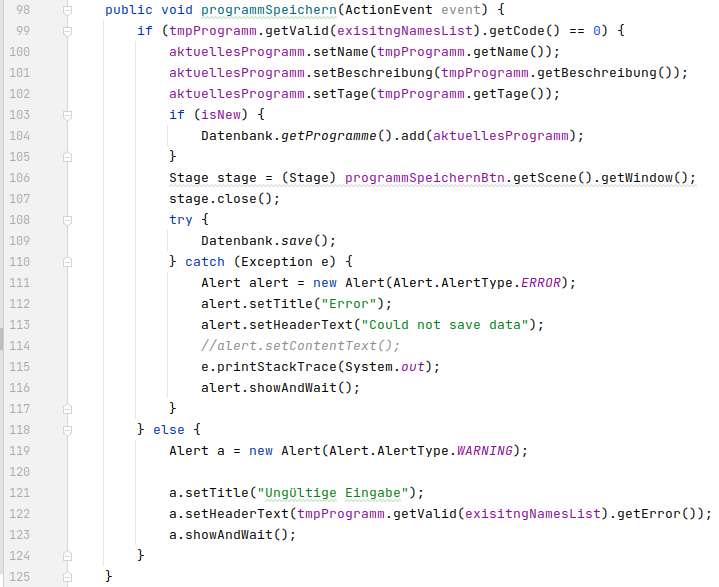 98 public void programmSpeichern(ActionEvent event) {
99 if (tmpProgramm.getValid(exisitngNamesList).getCode() == 0) {
100 aktuellesProgramm.setName(tmpProgramm.getName());
101 aktuellesProgramm.setBeschreibung(tmpProgramm.getBeschreibung());
102 aktuellesProgramm.setTage(tmpProgramm.getTage());
103 if (isNew) {
104 Datenbank.getProgramme().add(aktuellesProgramm);
105 }
106 Stage stage = (Stage) programmSpeichernBtn.getScene().getWindow();
107 stage.close();
108 try {
109 Datenbank.save();
110 } catch (Exception e) {
111 Alert alert = new Alert(Alert.AlertType.ERROR);
112 alert.setTitle("Error");
113 alert.setHeaderText("Could not save data");
114 //alert.setContentText();
115 e.printStackTrace(System.out);
116 alert.showAndWait();
117 }
118 } else {
119 Alert a = new Alert(Alert.AlertType.WARNING);
120
121 a.setTitle("Ungültige Eingabe");
122 a.setHeaderText(tmpProgramm.getValid(exisitngNamesList).getError());
123 a.showAndWait();
124 }
125 }